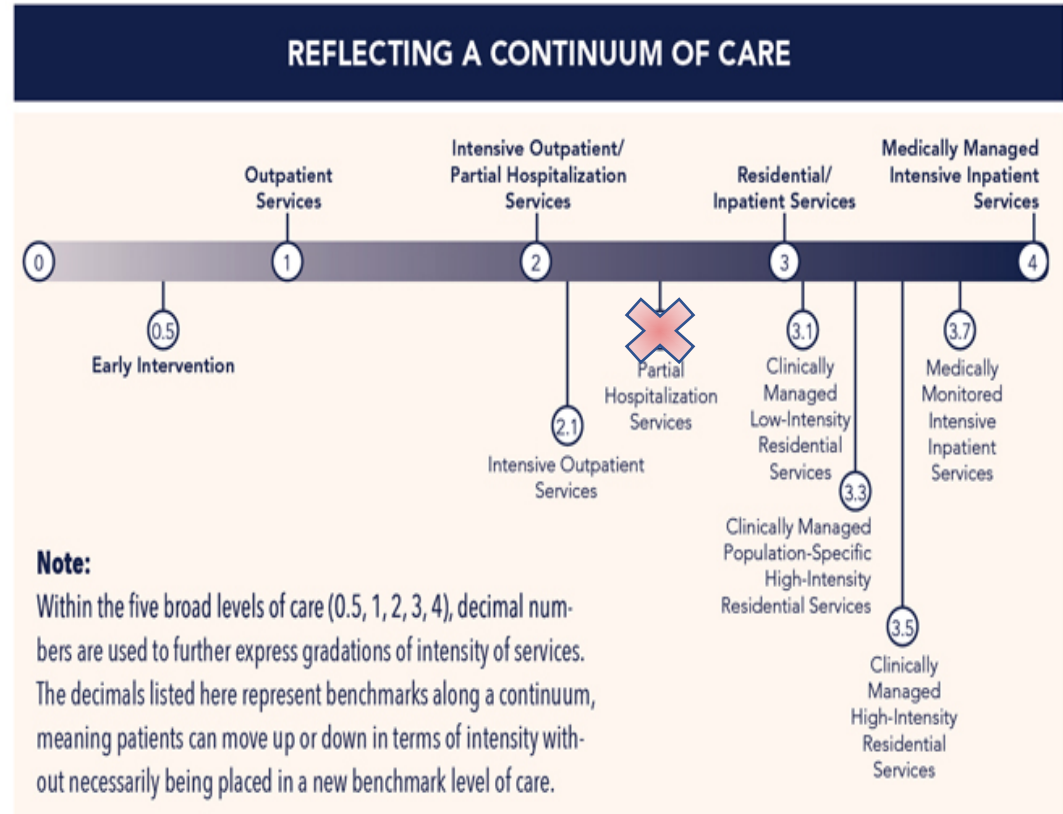 REFLECTING A CONTINUUM OF CARE
Outpatient
Services
Intensive Outpatient/
Partial Hospitalization
Services
Residential/
Inpatient Services
Medically Managed
Intensive Inpatient
Services
0
1
2
3
4
0.5
Early Intervention
2.1
Intensive Outpatient
Services
Partial
Hospitalization
Services
3.1
Clinically
Managed
Low-Intensity
Residential
Services
3.3
Clinically Managed
Population-Specific
High-Intensity
Residential Services
3.5
Clinically
Managed
High-Intensity
Residential
Services
3.7
Medically
Monitored
Intensive
Inpatient
Services
Note:
Within the five broad levels of care (0.5, 1, 2, 3, 4), decimal num-
bers are used to further express gradations of intensity of services.
The decimals listed here represent benchmarks along a continuum,
meaning patients can move up or down in terms of intensity with-
out necessarily being placed in a new benchmark level of care.